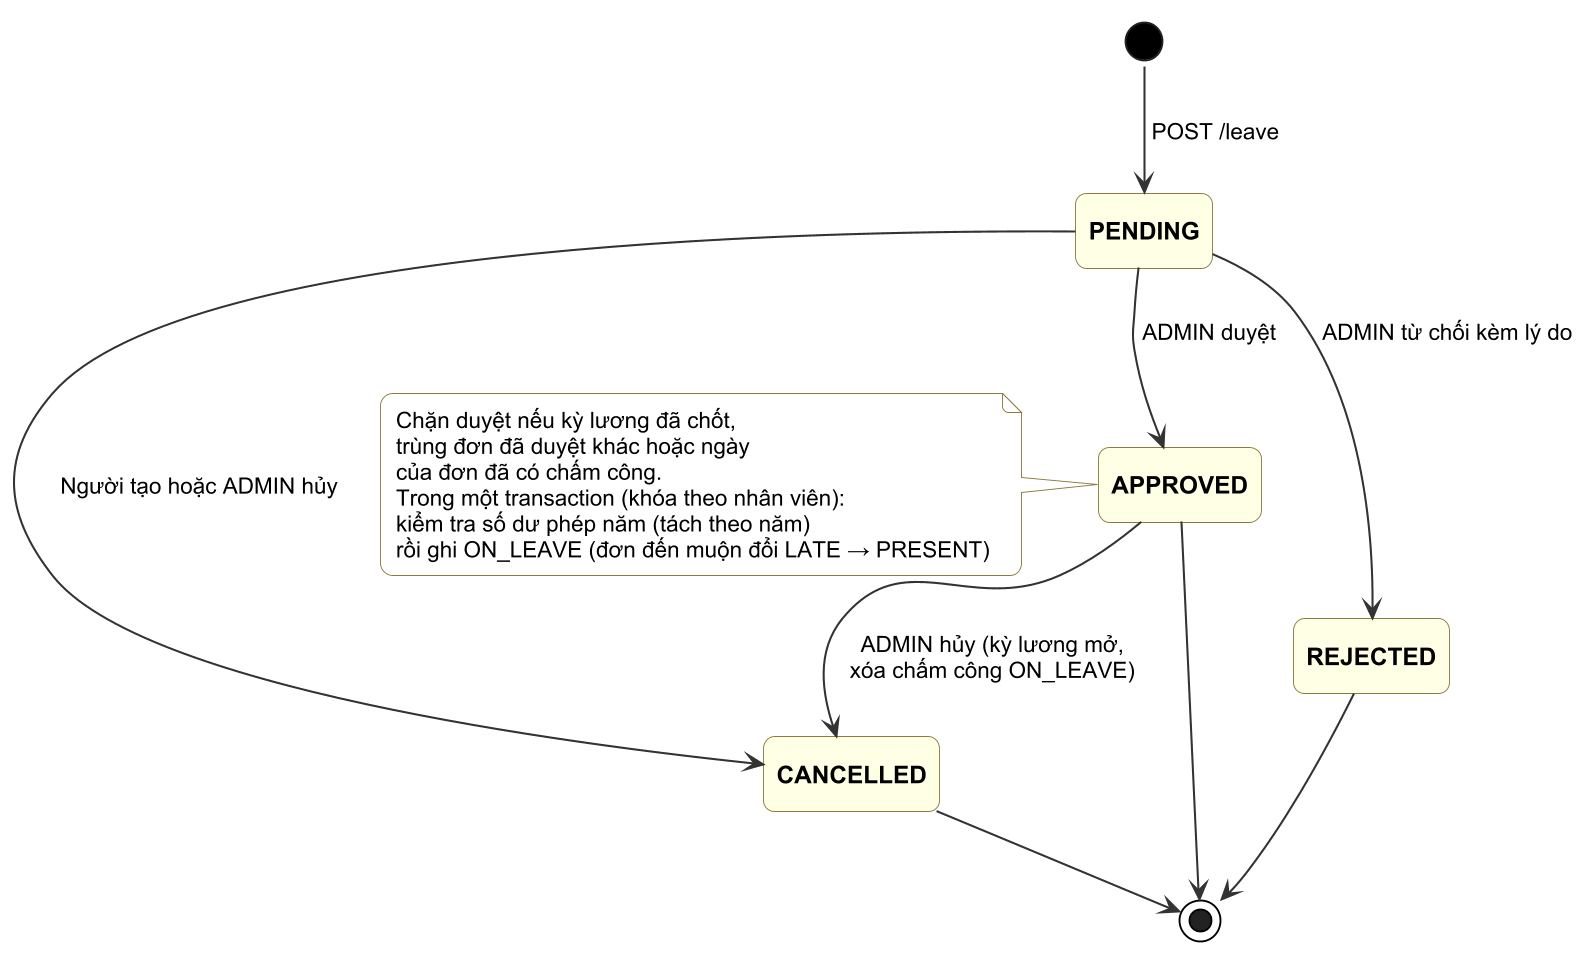 POST /leave
PENDING
ADMIN duyệt
ADMIN từ chối kèm lý do
Chặn duyệt nếu kỳ lương đã chốt,
trùng đơn đã duyệt khác hoặc ngày
của đơn đã có chấm công.
Trong một transaction (khóa theo nhân viên):
kiểm tra số dư phép năm (tách theo năm)
rồi ghi ON_LEAVE (đơn đến muộn đổi LATE → PRESENT)
Người tạo hoặc ADMIN hủy
APPROVED
ADMIN hủy (kỳ lương mở,
xóa chấm công ON_LEAVE)
REJECTED
CANCELLED